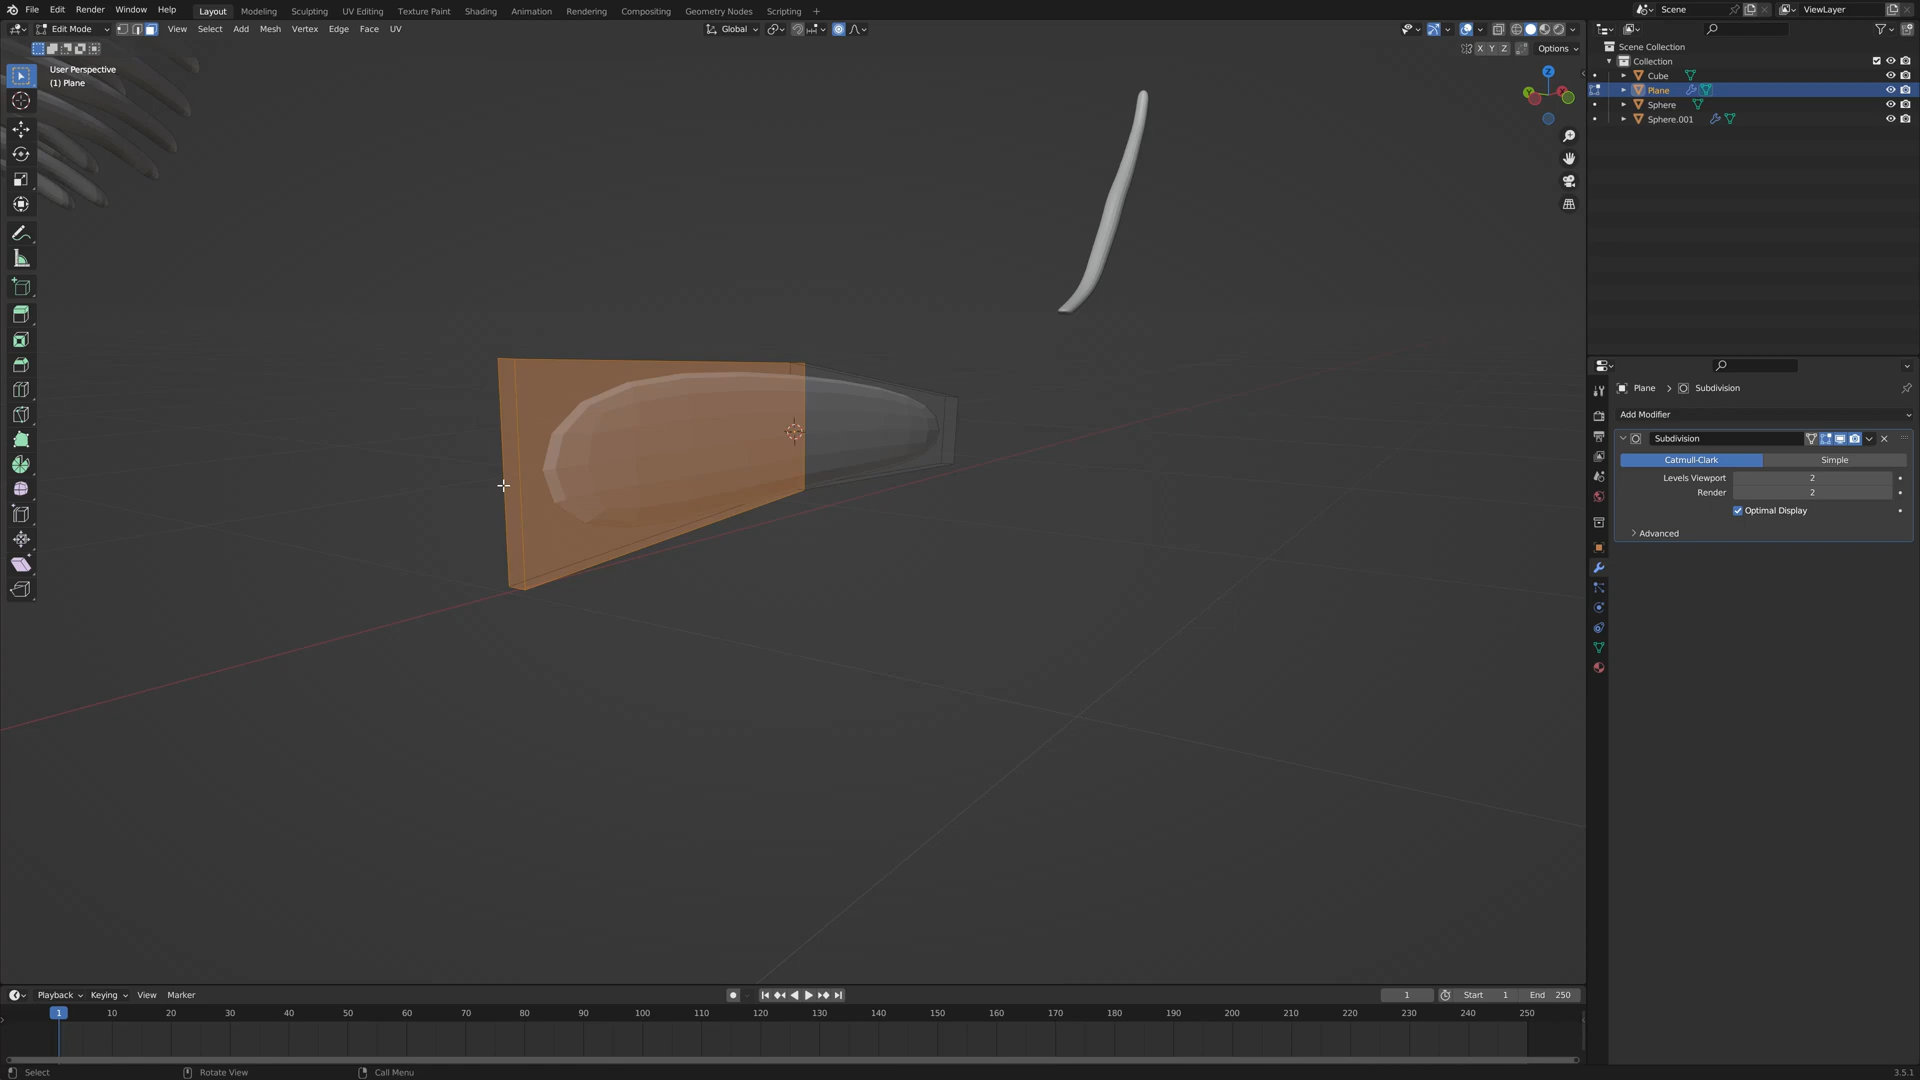 File Edit Render Window Help Layout Modeling Sculpting UV Editing Texture Paint Shading Animation Rendering Compositing Geometry Nodes Scripting + Scene ViewLayer
Edit Mode View Select Add Mesh Vertex Edge Face UV Global
X Y Z Options
User Perspective
(1) Plane
Z
Scene Collection
Collection
Cube
Plane
Sphere
Sphere.001
Plane > Subdivision
Add Modifier
Subdivision
Catmull-Clark Simple
Levels Viewport 2
Render 2
Optimal Display
Advanced
Playback Keying View Marker 1 Start 1 End 250
1 10 20 30 40 50 60 70 80 90 100 110 120 130 140 150 160 170 180 190 200 210 220 230 240 250
Select Rotate View Call Menu 3.5.1